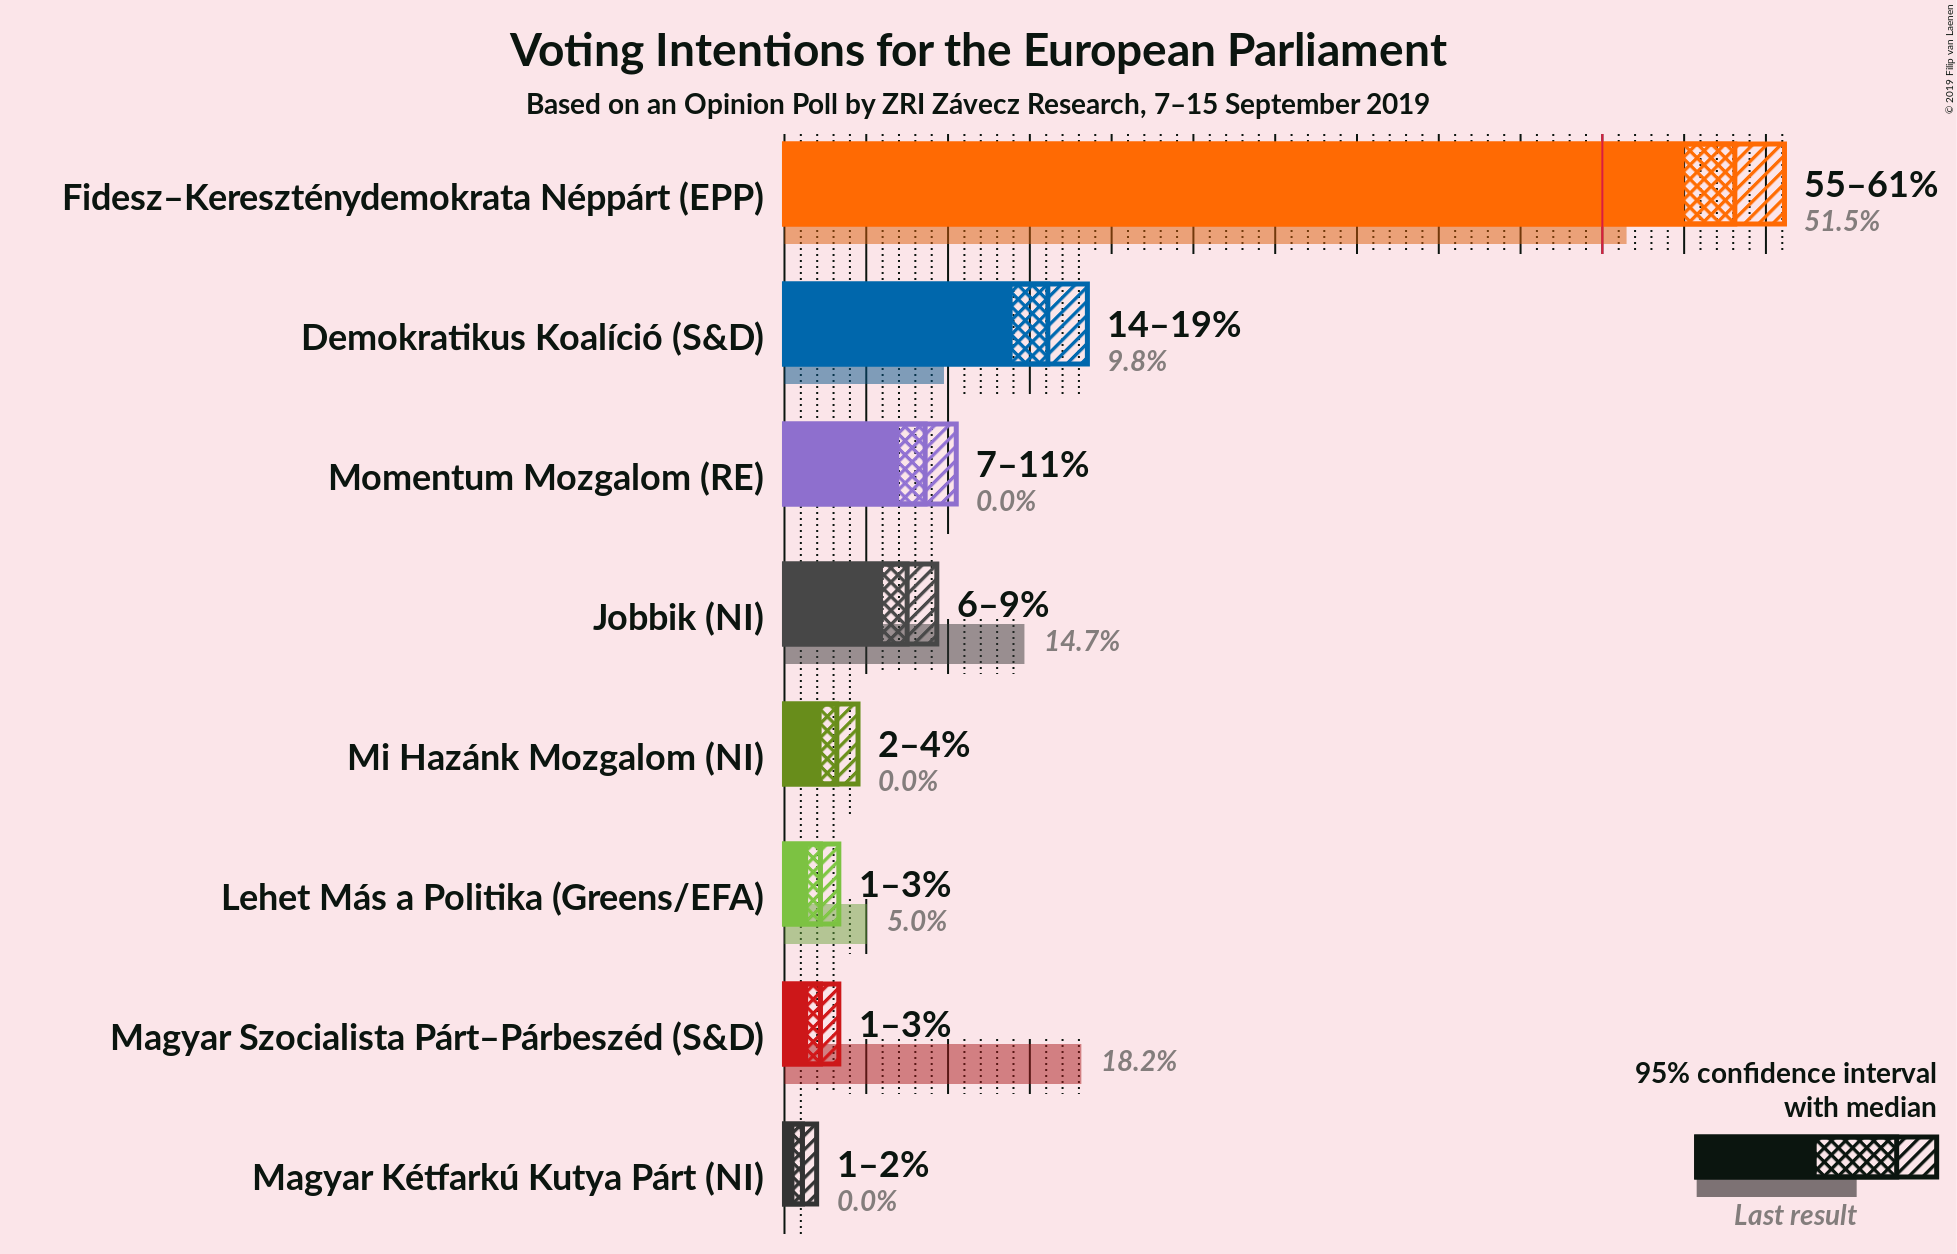 Voting Intentions for the European Parliament
Based on an Opinion Poll by ZRI Závecz Research, 7–15 September 2019
© 2019 Filip van Laenen
Fidesz–Kereszténydemokrata Néppárt (EPP)
55–61%
51.5%
Demokratikus Koalíció (S&D)
14–19%
9.8%
Momentum Mozgalom (RE)
7–11%
0.0%
Jobbik (NI)
6–9%
14.7%
Mi Hazánk Mozgalom (NI)
2–4%
0.0%
Lehet Más a Politika (Greens/EFA)
1–3%
5.0%
Magyar Szocialista Párt–Párbeszéd (S&D)
1–3%
18.2%
Magyar Kétfarkú Kutya Párt (NI)
1–2%
0.0%
95% confidence interval
with median
Last result